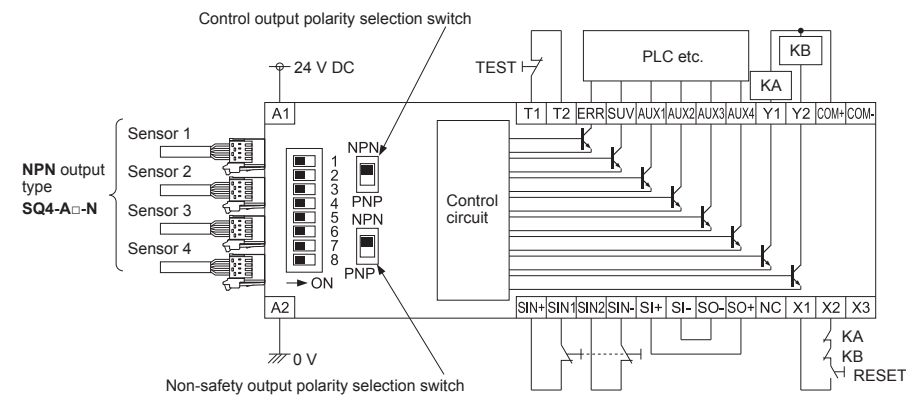 Control output polarity selection switch
24 V DC
TEST
PLC etc.
KA
KB
A1
T1 T2 ERR SUV AUX1 AUX2 AUX3 AUX4 Y1 Y2 COM+ COM-
Sensor 1
Sensor 2
Sensor 3
Sensor 4
NPN output
type
SQ4-A□-N
1
2
3
4
5
6
7
8
→ ON
NPN
PNP
NPN
PNP
Control
circuit
A2
SIN+ SIN1 SIN2 SIN- SI+ SI- SO- SO+ NC X1 X2 X3
0 V
KA
KB
RESET
Non-safety output polarity selection switch